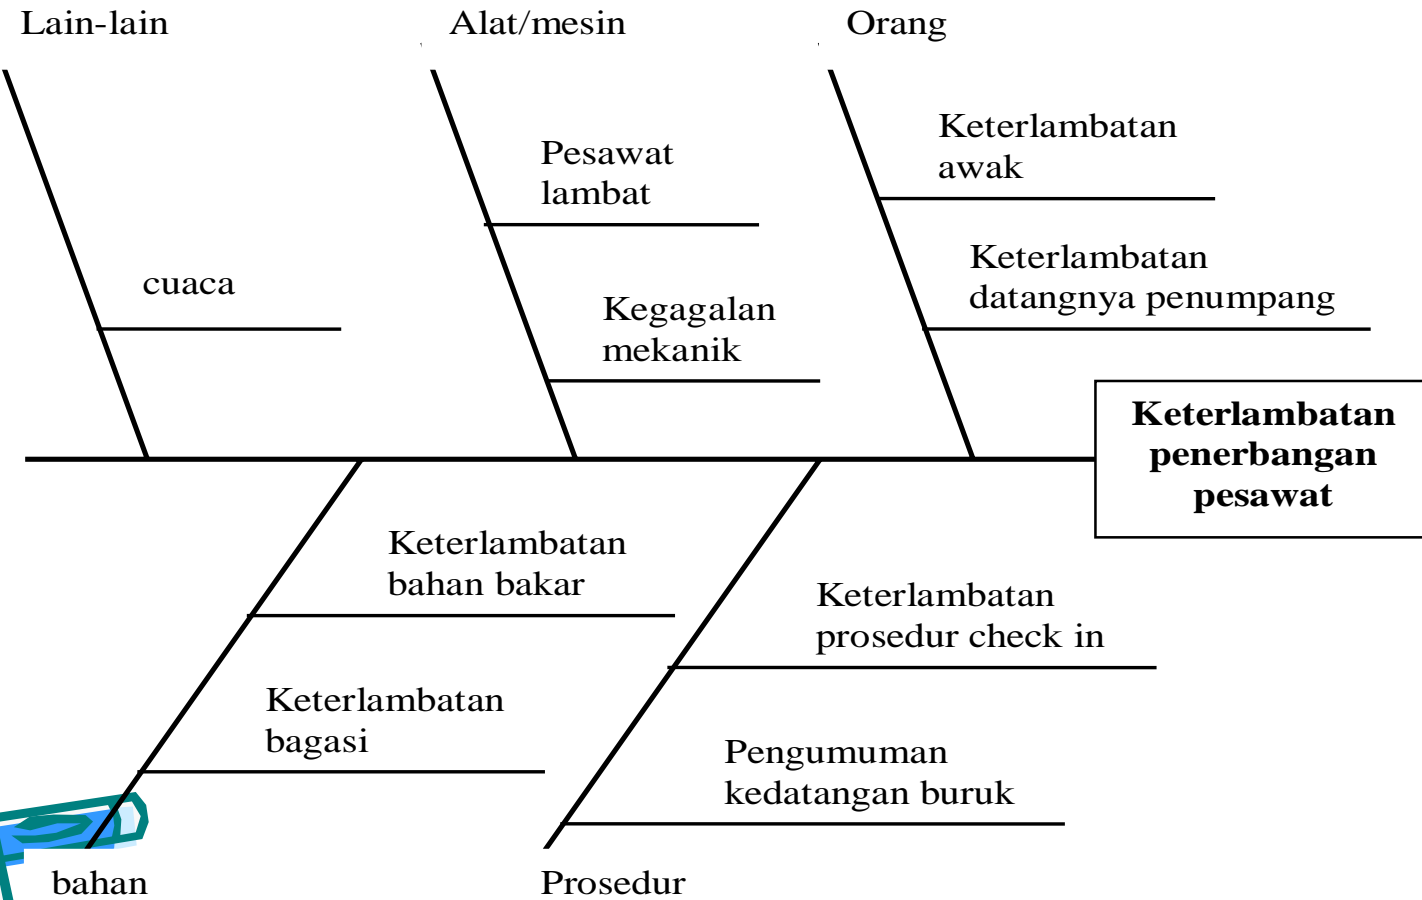 Lain-lain
Alat/mesin
Orang
Keterlambatan
awak
Pesawat
lambat
Keterlambatan
datangnya penumpang
cuaca
Kegagalan
mekanik
Keterlambatan
penerbangan
pesawat
Keterlambatan
bahan bakar
Keterlambatan
prosedur check in
Keterlambatan
bagasi
Pengumuman
kedatangan buruk
bahan
Prosedur